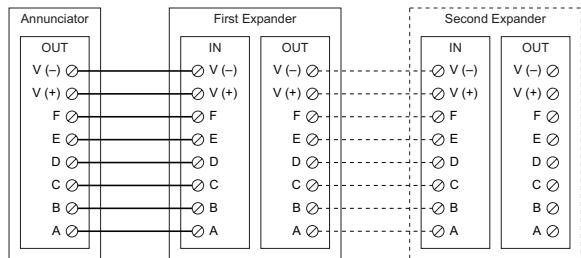 Annunciator First Expander Second Expander
OUT IN OUT IN OUT
V (–) V (–) V (–) V (–) V (–)
V (+) V (+) V (+) V (+) V (+)
F F F F F
E E E E E
D D D D D
C C C C C
B B B B B
A A A A A